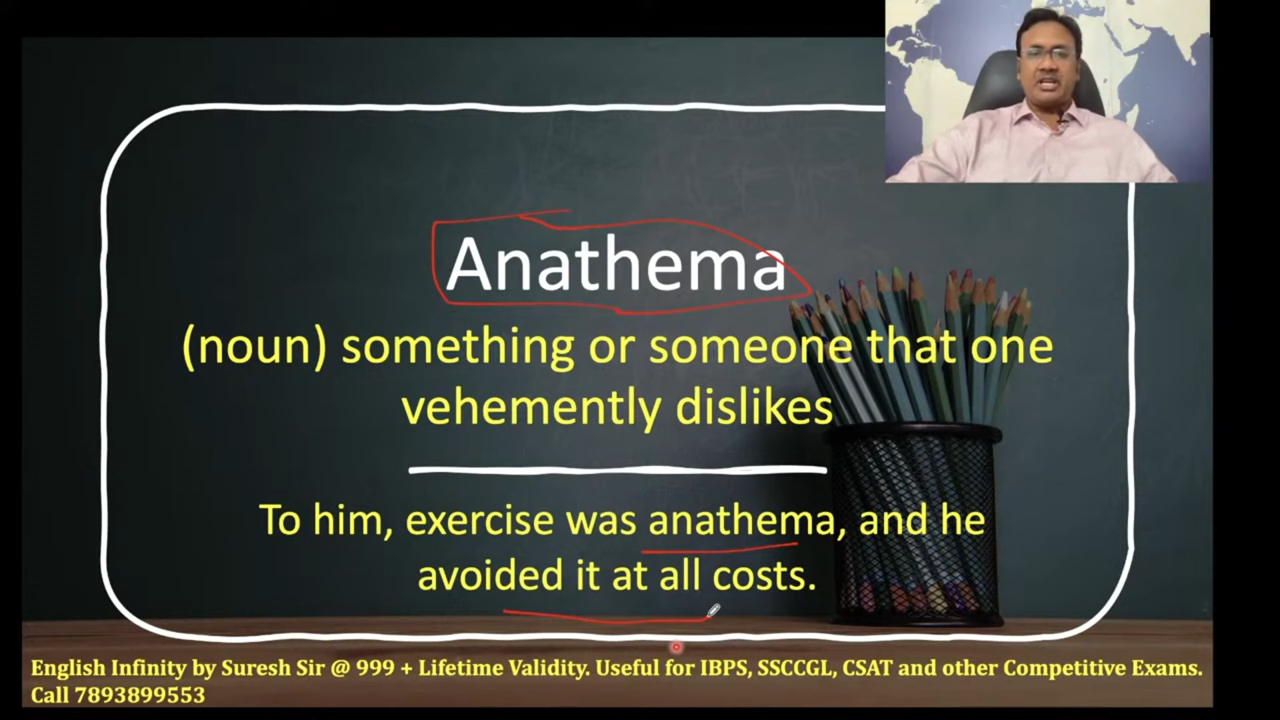 Anathema
(noun) something or someone that one
vehemently dislikes
To him, exercise was anathema, and he
avoided it at all costs.
English Infinity by Suresh Sir @ 999 + Lifetime Validity. Useful for IBPS, SSCCGL, CSAT and other Competitive Exams.
Call 7893899553